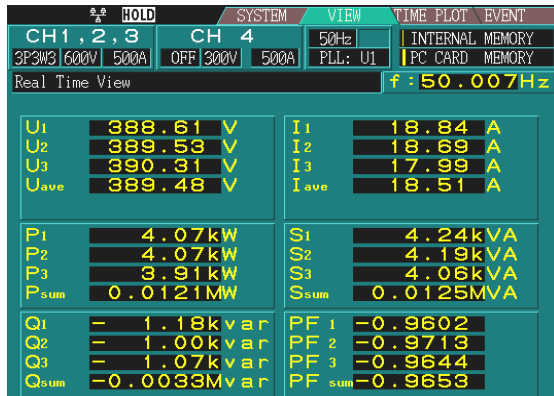 HOLD SYSTEM VIEW TIME PLOT EVENT
CH1,2,3 CH 4 50Hz INTERNAL MEMORY
3P3W3 600V 500A OFF 300V 50A PLL: U1 PC CARD MEMORY
Real Time View f:50.007Hz
U1 388.61 V I1 18.84 A
U2 389.53 V I2 18.69 A
U3 390.31 V I3 17.99 A
Uave 389.48 V Iave 18.51 A
P1 4.07kW S1 4.24kVA
P2 4.07kW S2 4.19kVA
P3 3.91kW S3 4.06kVA
Psum 0.0121MW Ssum 0.0125MVA
Q1 - 1.18kvar PF 1 -0.9602
Q2 - 1.00kvar PF 2 -0.9713
Q3 - 1.07kvar PF 3 -0.9644
Qsum -0.0033Mvar PF sum -0.9653